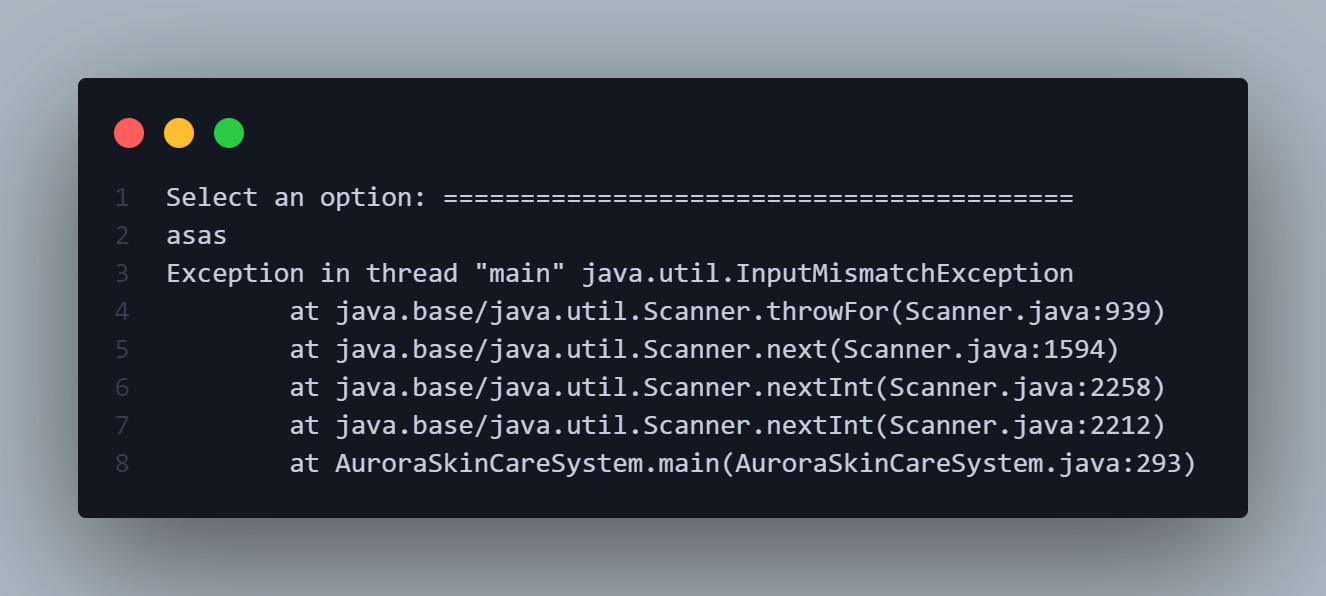 1 Select an option: =========================================
2 asas
3 Exception in thread "main" java.util.InputMismatchException
4         at java.base/java.util.Scanner.throwFor(Scanner.java:939)
5         at java.base/java.util.Scanner.next(Scanner.java:1594)
6         at java.base/java.util.Scanner.nextInt(Scanner.java:2258)
7         at java.base/java.util.Scanner.nextInt(Scanner.java:2212)
8         at AuroraSkinCareSystem.main(AuroraSkinCareSystem.java:293)